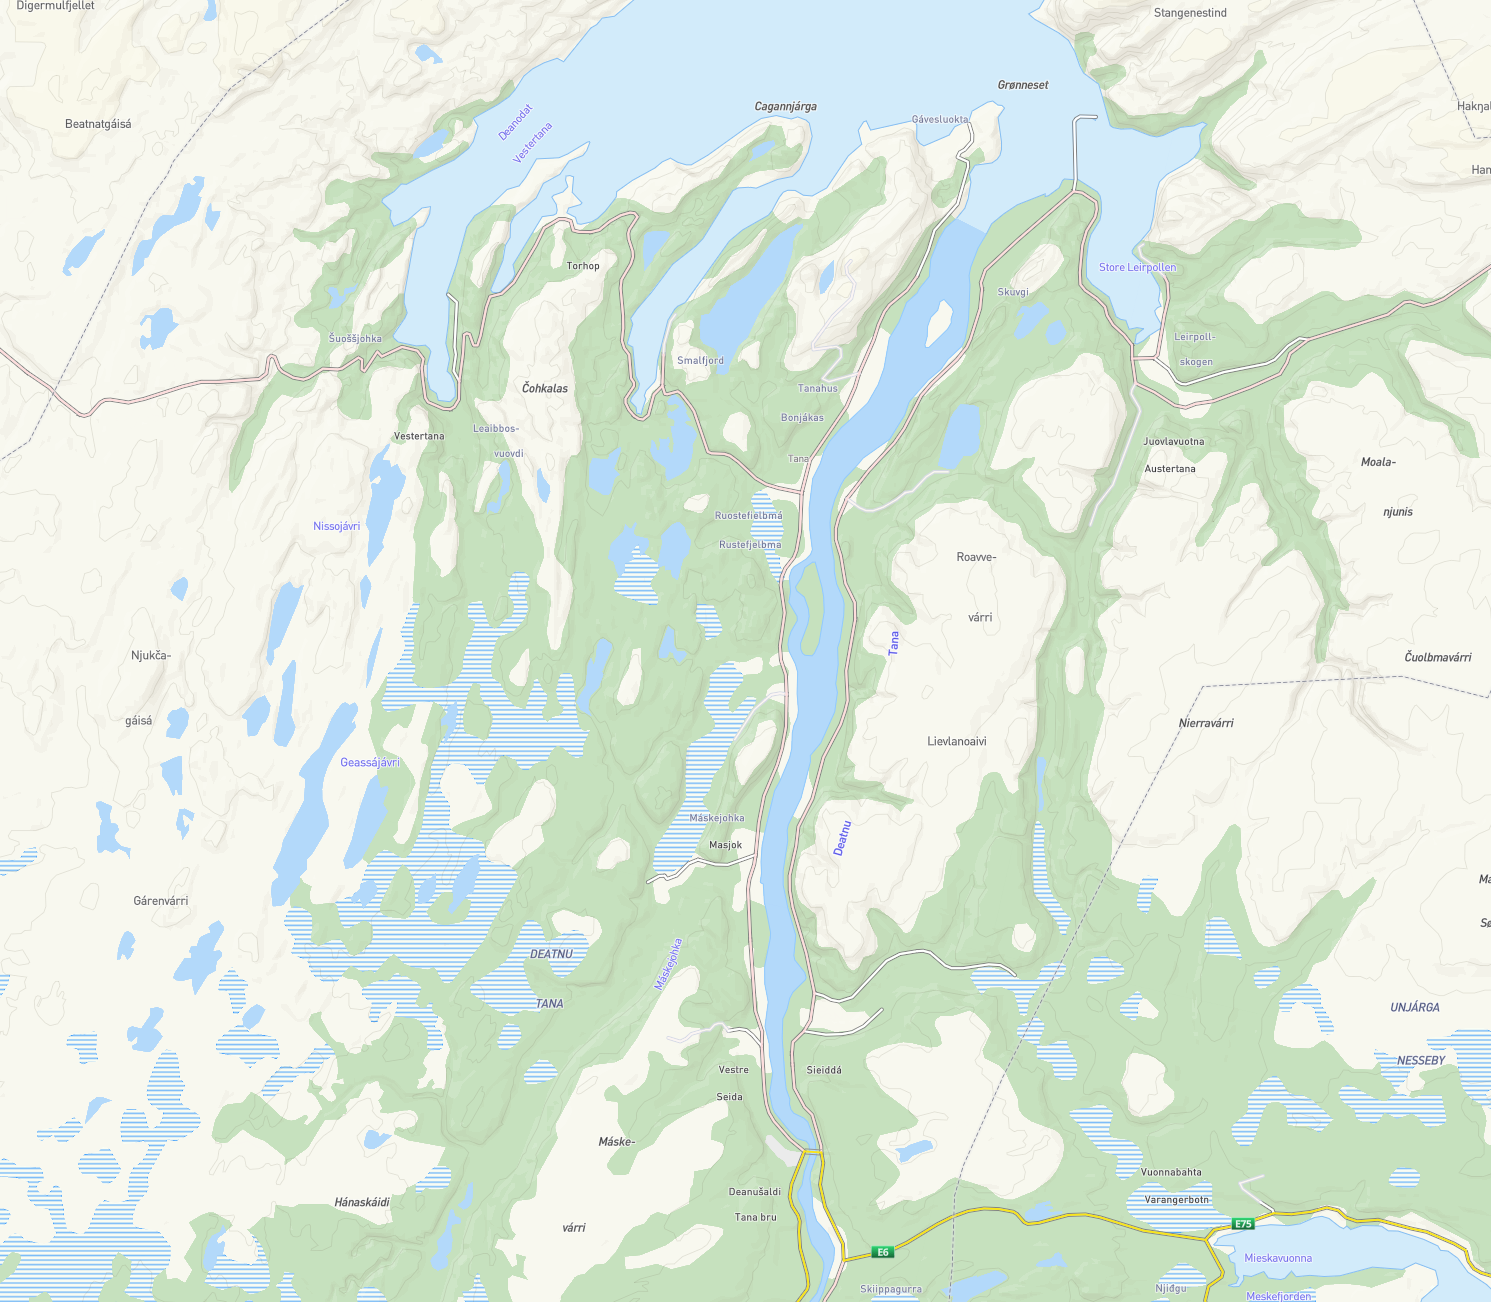 Digermulfjellet
Stangenestind
Grønneset
Cagannjárga
Hakŋal
Gávesluokta
Beatnatgáisá
Deanodat
Vestertana
Han
Torhop
Store Leirpollen
Skuvgi
Šuoššjohka
Leirpoll-
skogen
Smalfjord
Čohkalas
Tanahus
Bonjákas
Leaibbos-
vuovdi
Vestertana
Tana
Juovlavuotna
Austertana
Moala-
njunis
Nissojávri
Ruostefielbmá
Rustefjelbma
Roavve-
várri
Tana
Njukča-
gáisá
Čuolbmavárri
Nierravárri
Lievlanoaivi
Geassájávri
Máskejohka
Masjok
Deatnu
Gárenvárri
Ma
Sø
DEATNU
TANA
Máskejohka
UNJÁRGA
NESSEBY
Vestre
Seida
Sieiddá
Máske-
várri
Vuonnabahta
Varangerbotn
Hánaskáidi
Deanušaldi
Tana bru
E75
E6
Mieskavuonna
Meskefjorden
Njiđgu
Skiippagurra